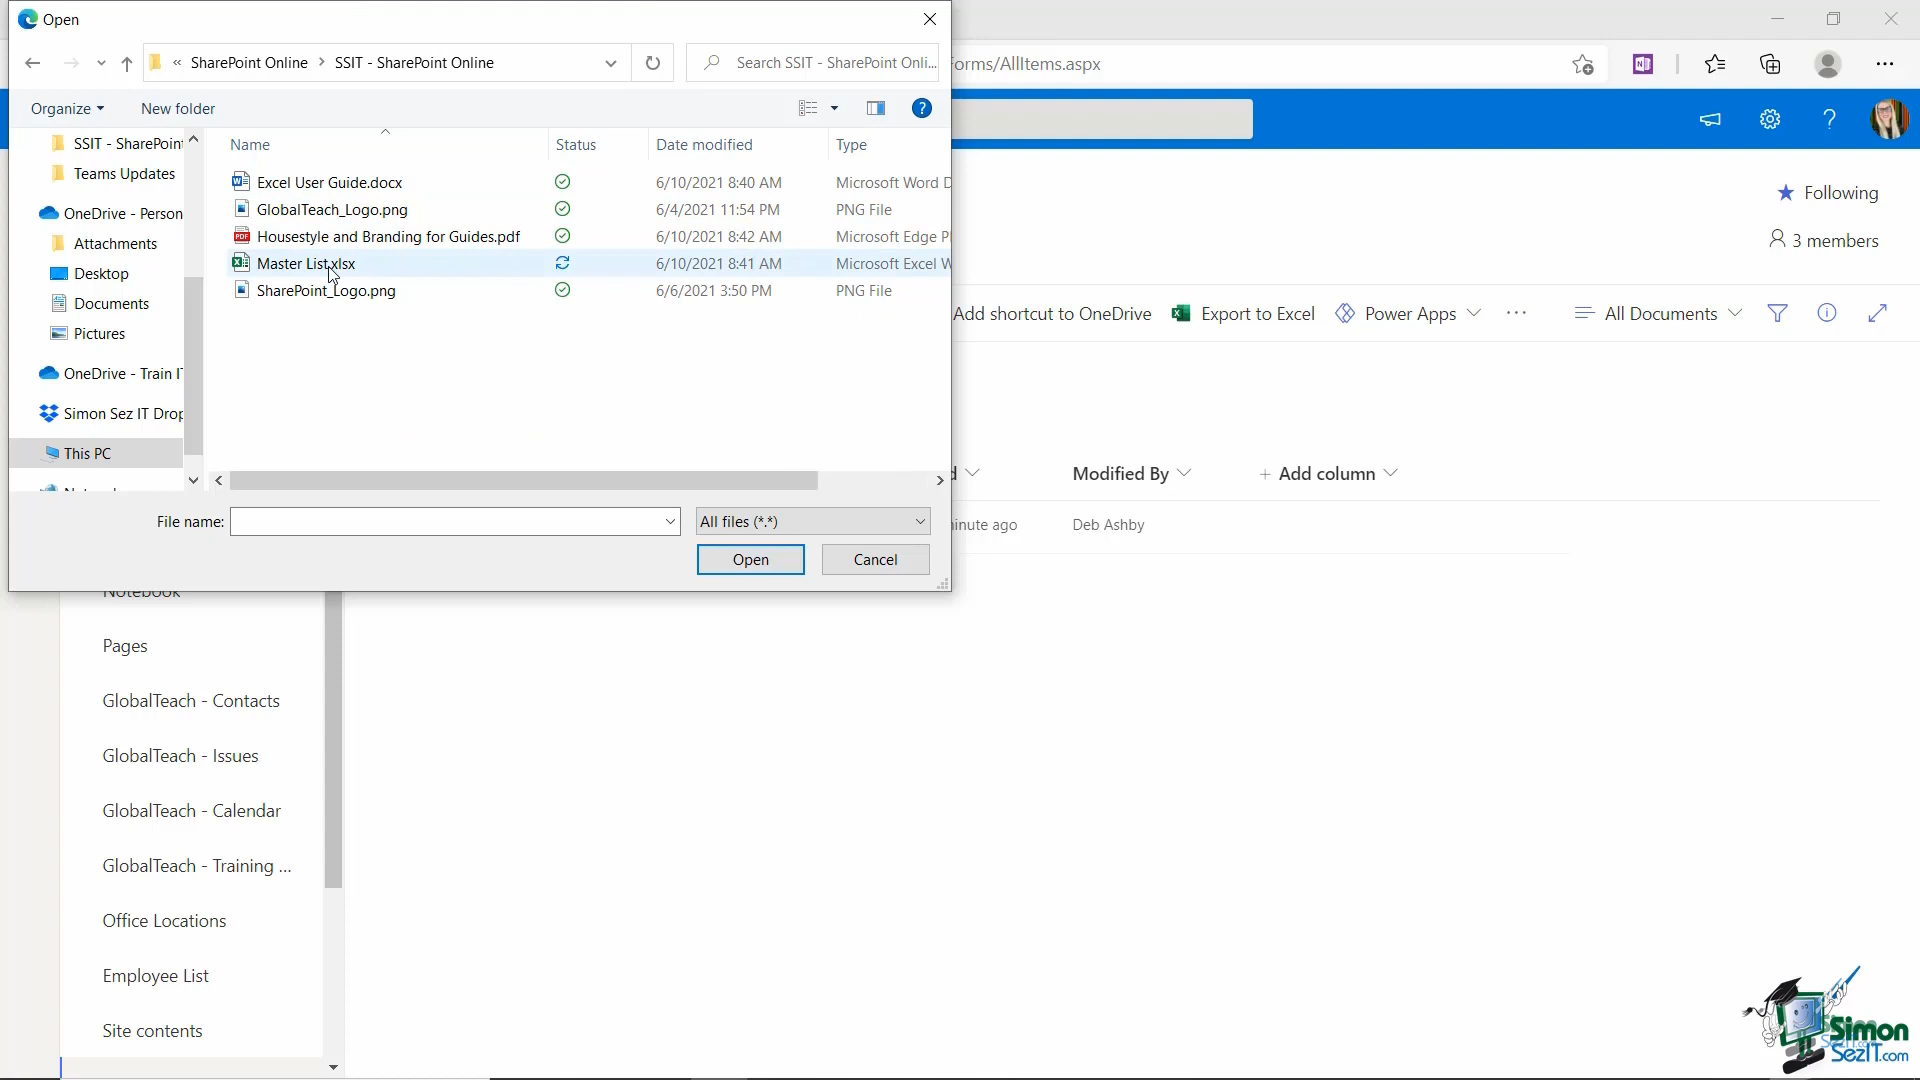 Open
« SharePoint Online > SSIT - SharePoint Online
Search SSIT - SharePoint Onli...
Forms/AllItems.aspx
Organize
New folder
SSIT - SharePoint
Teams Updates
OneDrive - Person
Attachments
Desktop
Documents
Pictures
OneDrive - Train IT
Simon Sez IT Drop
This PC
Name Status Date modified Type
Excel User Guide.docx 6/10/2021 8:40 AM Microsoft Word D
GlobalTeach_Logo.png 6/4/2021 11:54 PM PNG File
PDF Housestyle and Branding for Guides.pdf 6/10/2021 8:42 AM Microsoft Edge P
Master List.xlsx 6/10/2021 8:41 AM Microsoft Excel W
SharePoint_Logo.png 6/6/2021 3:50 PM PNG File
File name:
All files (*.*)
Open
Cancel
Following
3 members
Add shortcut to OneDrive
Export to Excel
Power Apps
...
All Documents
Modified By
+ Add column
minute ago
Deb Ashby
Notebook
Pages
GlobalTeach - Contacts
GlobalTeach - Issues
GlobalTeach - Calendar
GlobalTeach - Training ...
Office Locations
Employee List
Site contents
Simon
SezIT.com